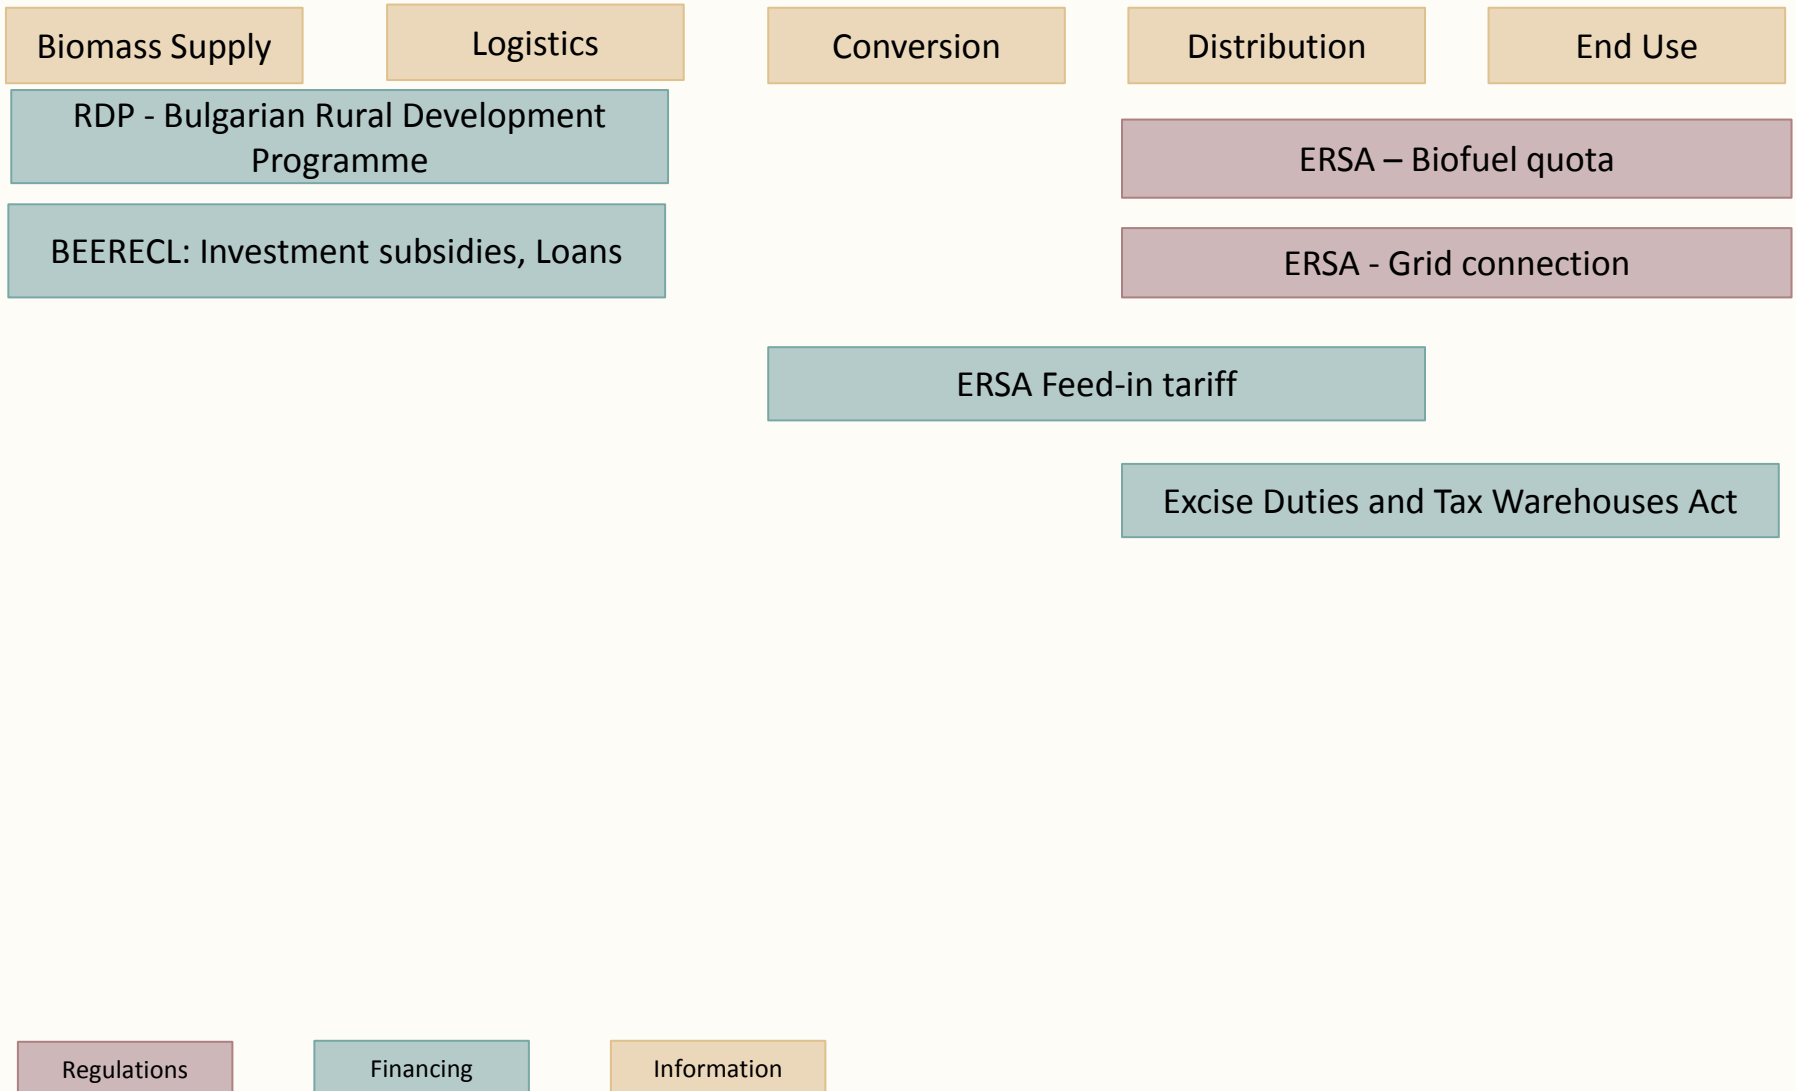 Biomass Supply
Logistics
Conversion
Distribution
End Use
RDP - Bulgarian Rural Development
Programme
ERSA – Biofuel quota
BEERECL: Investment subsidies, Loans
ERSA - Grid connection
ERSA Feed-in tariff
Excise Duties and Tax Warehouses Act
Regulations
Financing
Information